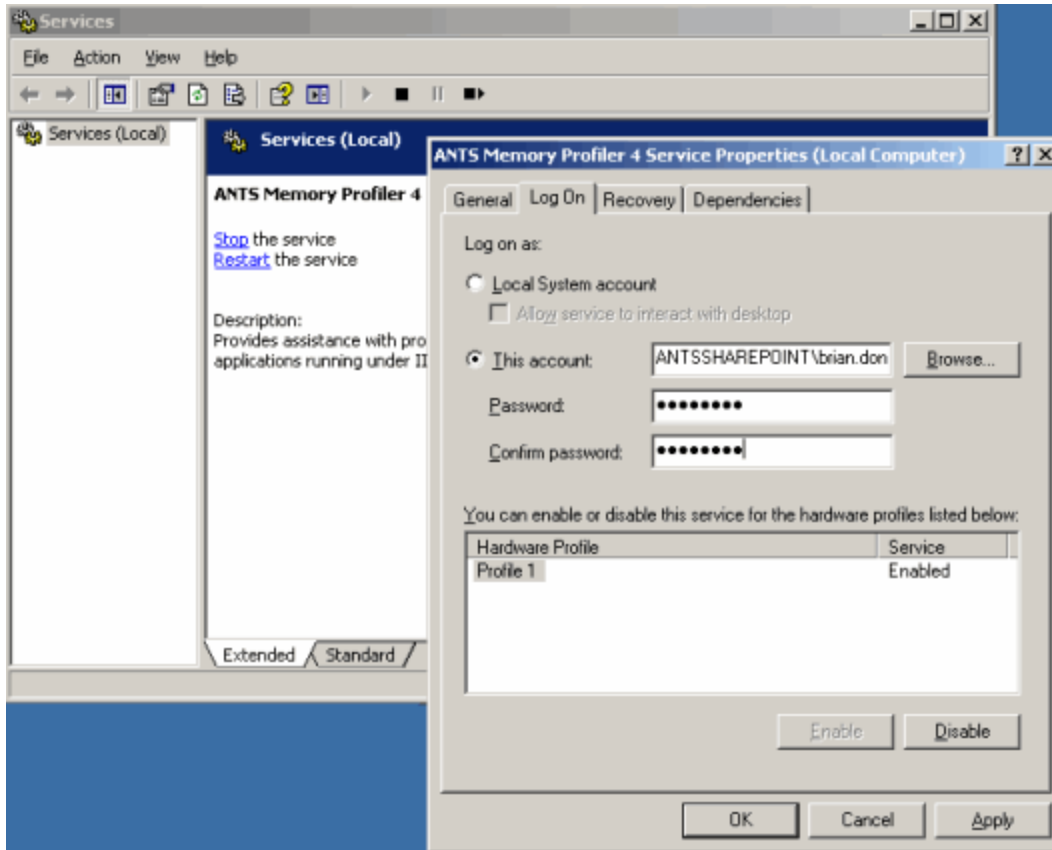 Services
File Action View Help
Services (Local)
Services (Local)
ANTS Memory Profiler 4
Stop the service
Restart the service
Description:
Provides assistance with pro
applications running under II
Extended Standard
ANTS Memory Profiler 4 Service Properties (Local Computer)
General Log On Recovery Dependencies
Log on as:
Local System account
Allow service to interact with desktop
This account: ANTSSHAREPOINT\brian.don Browse...
Password: ●●●●●●●●
Confirm password: ●●●●●●●●
You can enable or disable this service for the hardware profiles listed below:
Hardware Profile Service
Profile 1 Enabled
Enable Disable
OK Cancel Apply